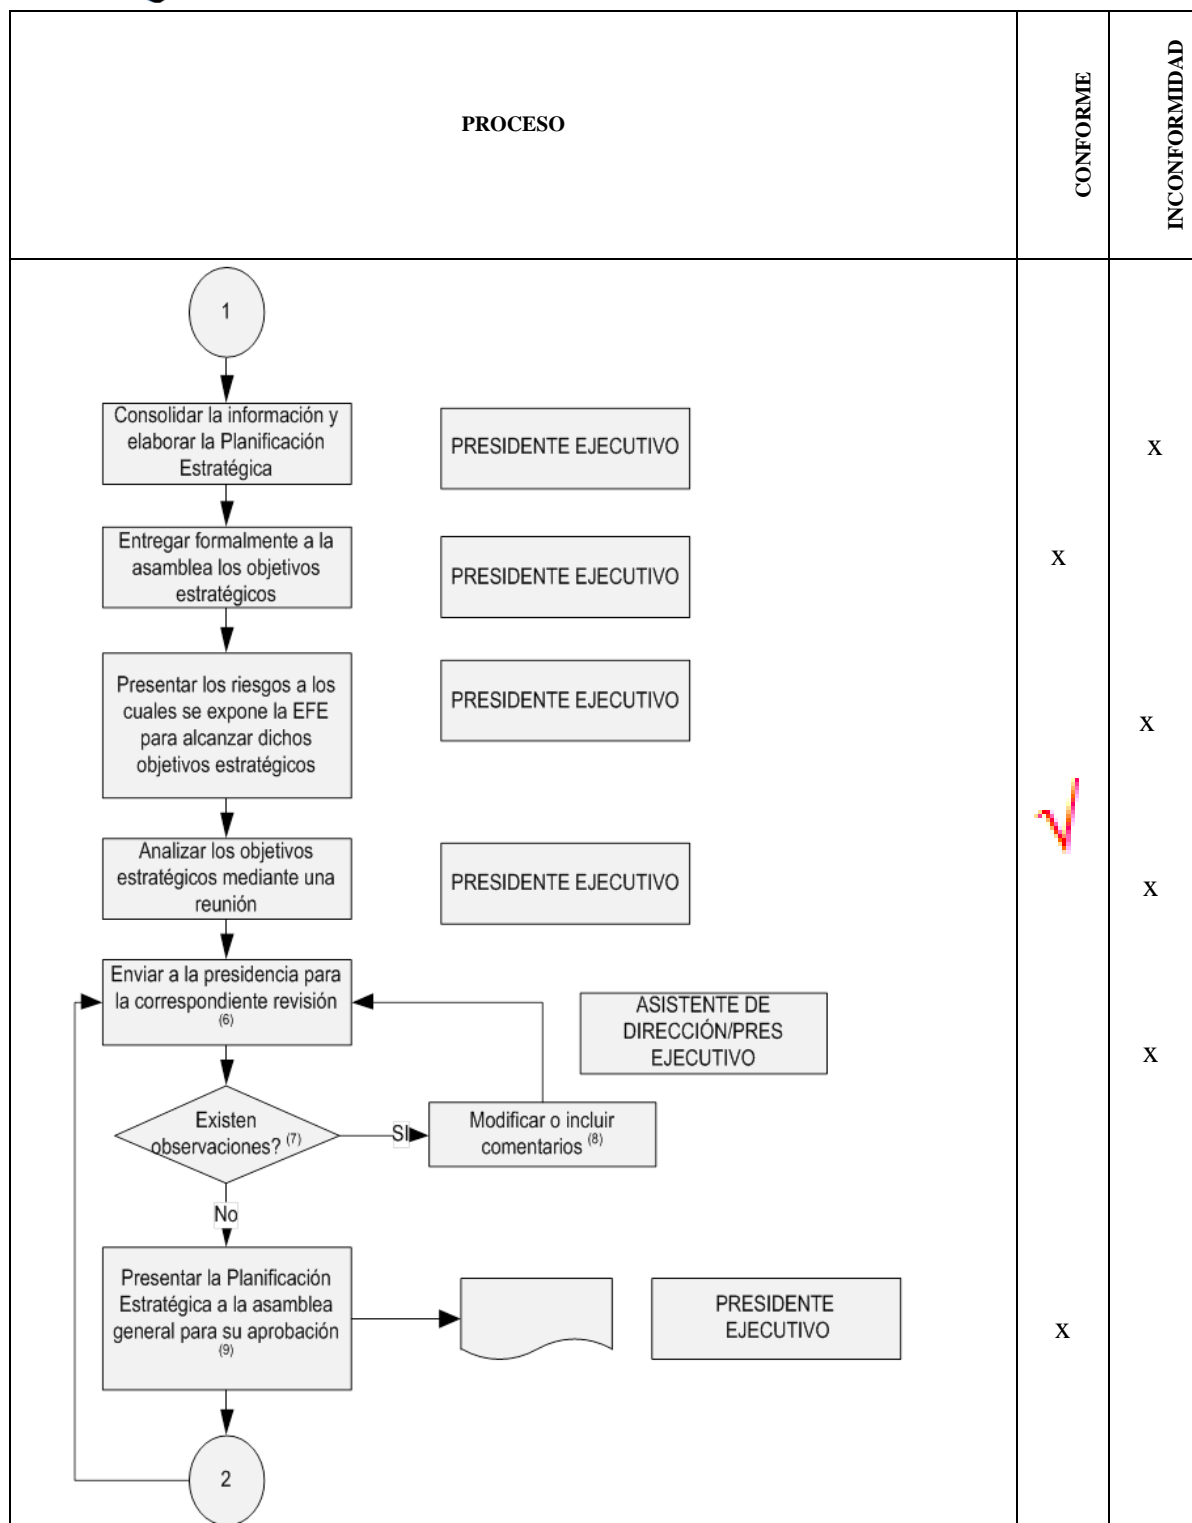 PROCESO
CONFORME
INCONFORMIDAD
1
Consolidar la información y
elaborar la Planificación
Estratégica
PRESIDENTE EJECUTIVO
x
Entregar formalmente a la
asamblea los objetivos
estratégicos
PRESIDENTE EJECUTIVO
x
Presentar los riesgos a los
cuales se expone la EFE
para alcanzar dichos
objetivos estratégicos
PRESIDENTE EJECUTIVO
x
Analizar los objetivos
estratégicos mediante una
reunión
PRESIDENTE EJECUTIVO
√
x
Enviar a la presidencia para
la correspondiente revisión
(6)
ASISTENTE DE
DIRECCIÓN/PRES
EJECUTIVO
x
Existen
observaciones? (7)
SI
Modificar o incluir
comentarios (8)
No
Presentar la Planificación
Estratégica a la asamblea
general para su aprobación
(9)
PRESIDENTE
EJECUTIVO
x
2